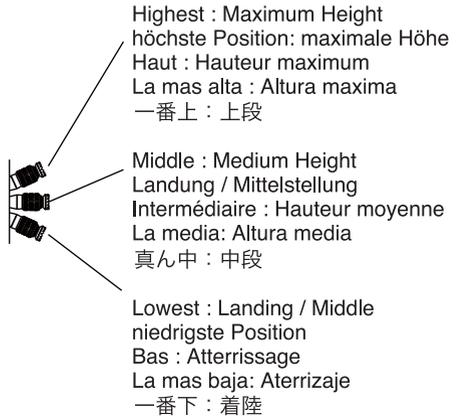 Highest : Maximum Height
höchste Position: maximale Höhe
Haut : Hauteur maximum
La mas alta : Altura maxima
一番上：上段
Middle : Medium Height
Landung / Mittelstellung
Intermédiaire : Hauteur moyenne
La media: Altura media
真ん中：中段
Lowest : Landing / Middle
niedrigste Position
Bas : Atterrissage
La mas baja: Aterrizaje
一番下：着陸